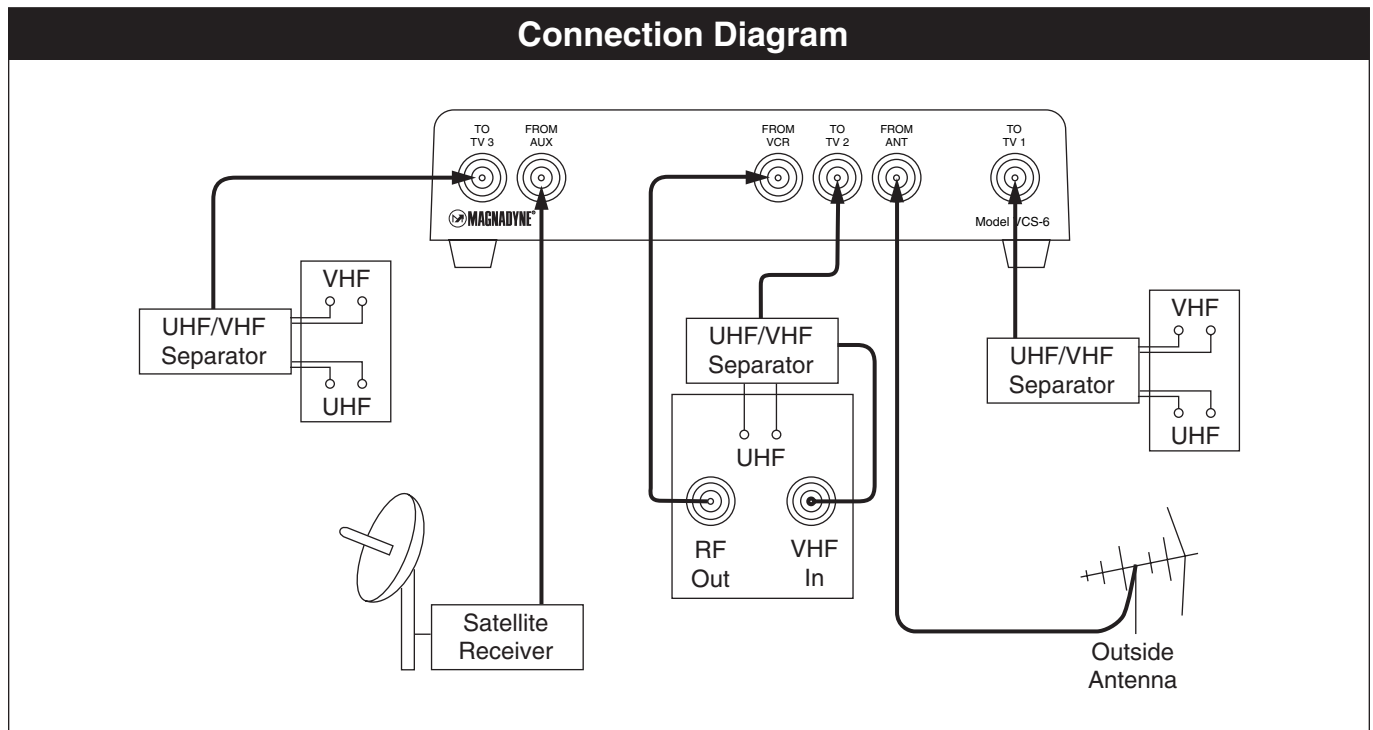 Connection Diagram
TO
TV 3
FROM
AUX
FROM
VCR
TO
TV 2
FROM
ANT
TO
TV 1
MAGNADYNE®
Model VCS-6
VHF
UHF/VHF
Separator
UHF
UHF/VHF
Separator
UHF
RF
Out
VHF
In
VHF
UHF/VHF
Separator
UHF
Satellite
Receiver
Outside
Antenna